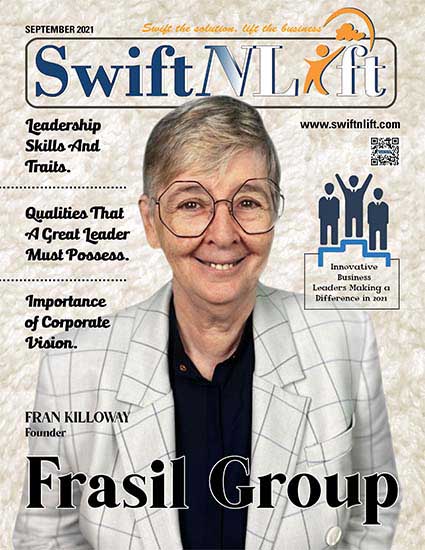 SEPTEMBER 2021
Swift the solution, lift the business
SwiftNLift
www.swiftnlift.com
Leadership
Skills And
Traits.
Qualities That
A Great Leader
Must Possess.
Importance
of Corporate
Vision.
Innovative
Business
Leaders Making a
Difference in 2021
FRAN KILLOWAY
Founder
Frasil Group